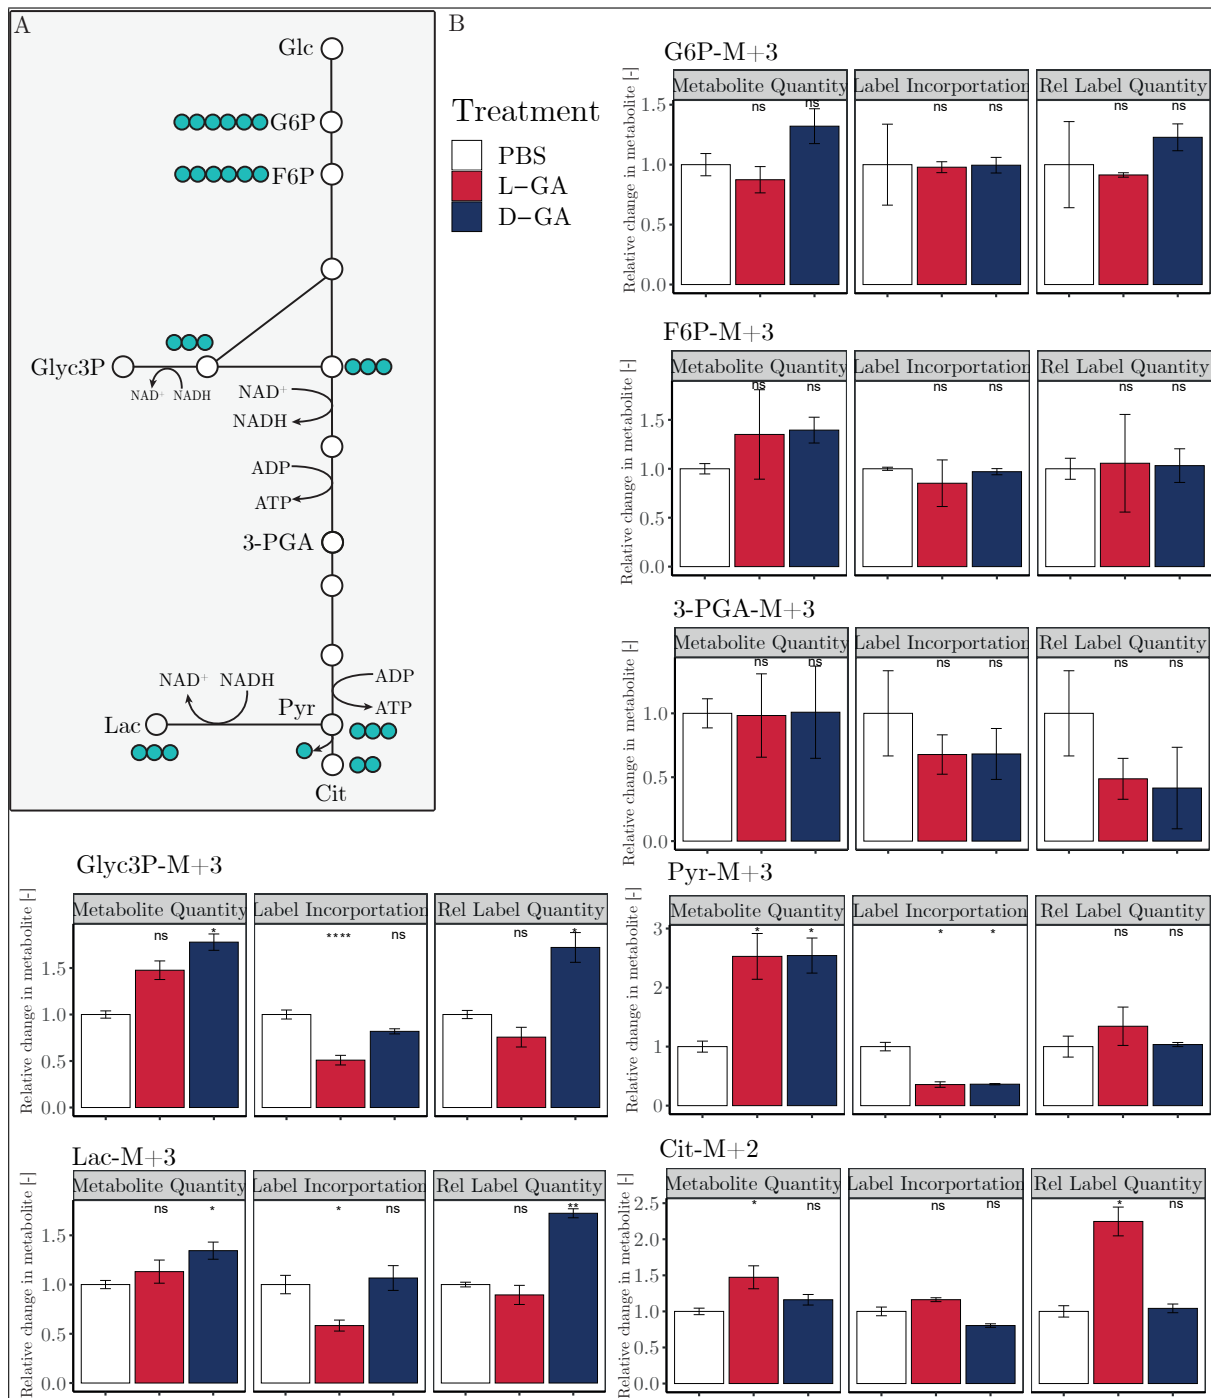 A
Glc
G6P
F6P
Glyc3P
NAD⁺ NADH
NAD⁺
NADH
ADP
ATP
3-PGA
NAD⁺ NADH
ADP
ATP
Pyr
Lac
Cit
B
Treatment
PBS
L−GA
D−GA
G6P-M+3
Metabolite Quantity Label Incorportation Rel Label Quantity
Relative change in metabolite [-]
1.5
1.0
0.5
0.0
ns ns ns ns ns ns
F6P-M+3
Metabolite Quantity Label Incorportation Rel Label Quantity
Relative change in metabolite [-]
1.5
1.0
0.5
0.0
ns ns ns ns ns ns
3-PGA-M+3
Metabolite Quantity Label Incorportation Rel Label Quantity
Relative change in metabolite [-]
1.0
0.5
0.0
ns ns ns ns ns ns
Glyc3P-M+3
Metabolite Quantity Label Incorportation Rel Label Quantity
Relative change in metabolite [-]
1.5
1.0
0.5
0.0
ns * **** ns ns *
Pyr-M+3
Metabolite Quantity Label Incorportation Rel Label Quantity
Relative change in metabolite [-]
3
2
1
0
* * * * ns ns
Lac-M+3
Metabolite Quantity Label Incorportation Rel Label Quantity
Relative change in metabolite [-]
1.5
1.0
0.5
0.0
ns * * ns ns **
Cit-M+2
Metabolite Quantity Label Incorportation Rel Label Quantity
Relative change in metabolite [-]
2.5
2.0
1.5
1.0
0.5
0.0
* ns ns ns * ns